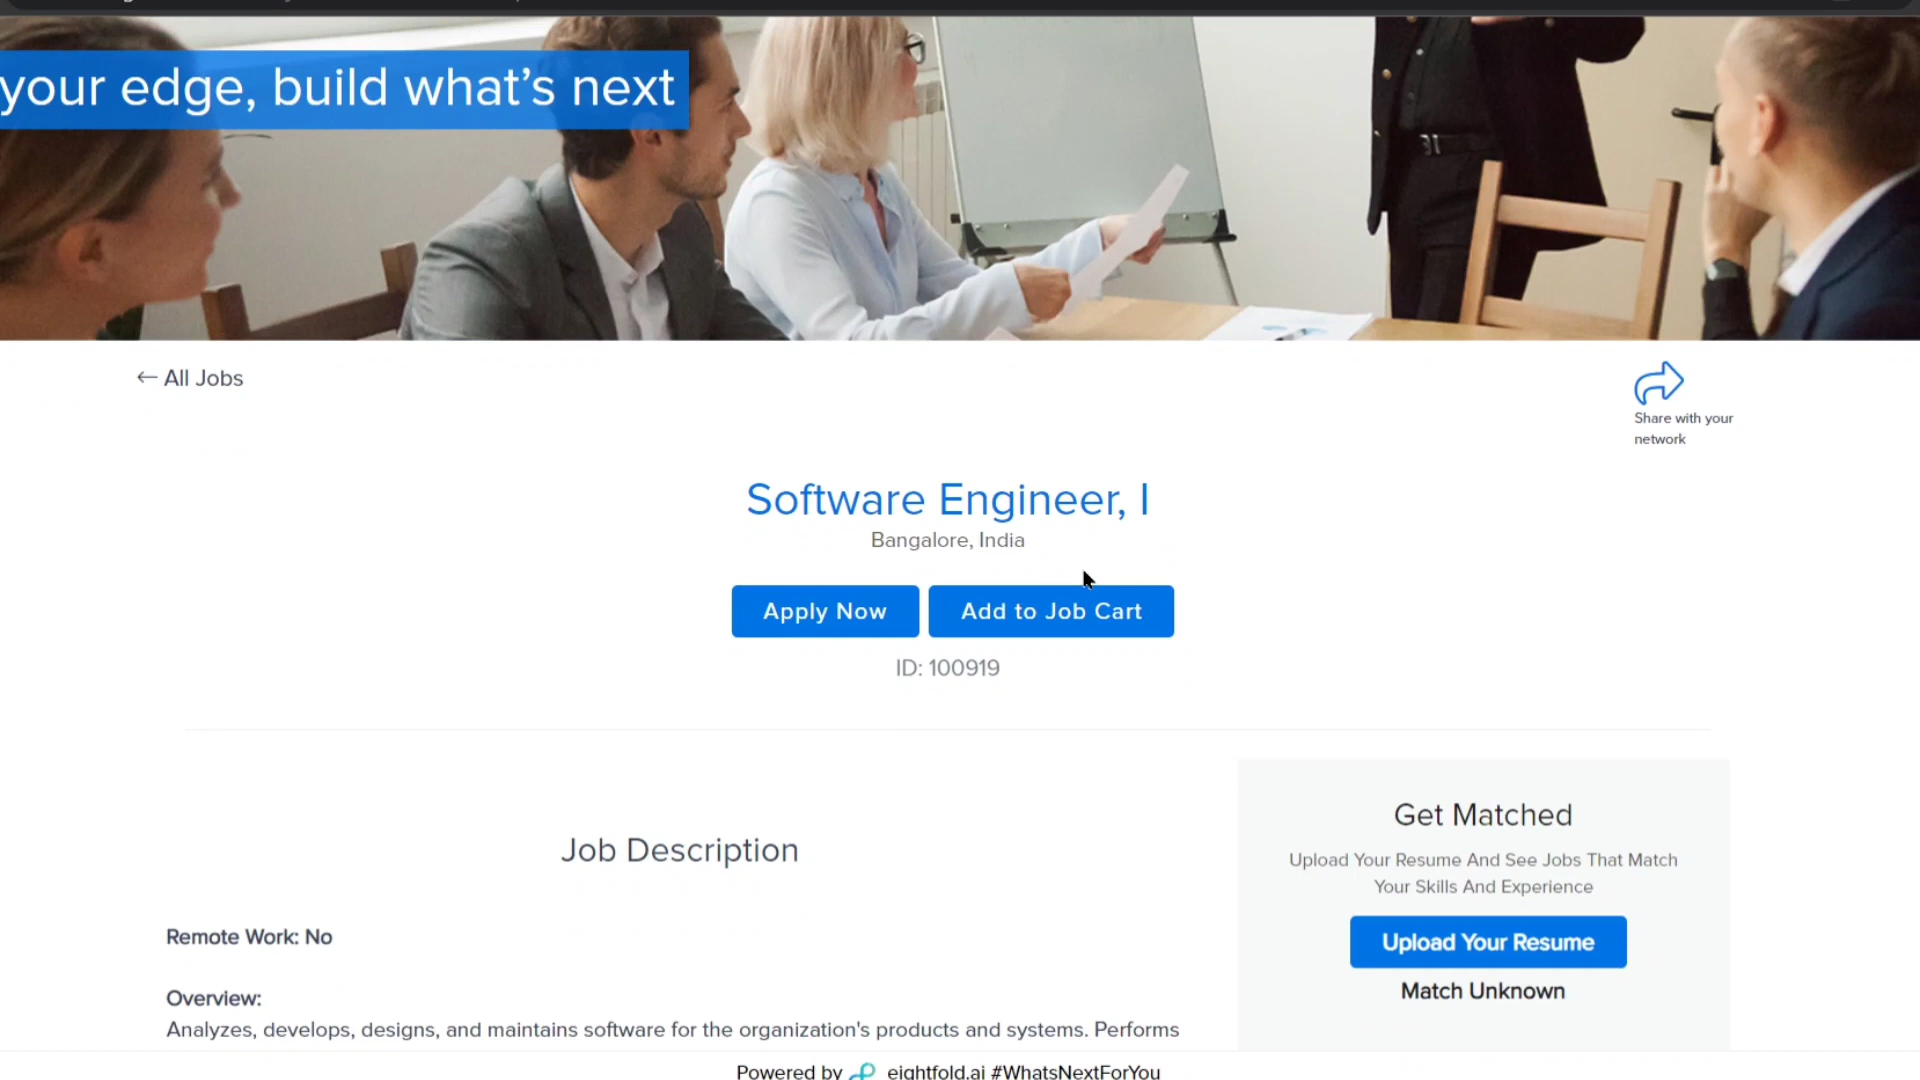 your edge, build what's next
← All Jobs
Share with your
network
Software Engineer, I
Bangalore, India
Apply Now
Add to Job Cart
ID: 100919
Job Description
Remote Work: No
Overview:
Analyzes, develops, designs, and maintains software for the organization's products and systems. Performs
Get Matched
Upload Your Resume And See Jobs That Match
Your Skills And Experience
Upload Your Resume
Match Unknown
Powered by eightfold.ai #WhatsNextForYou